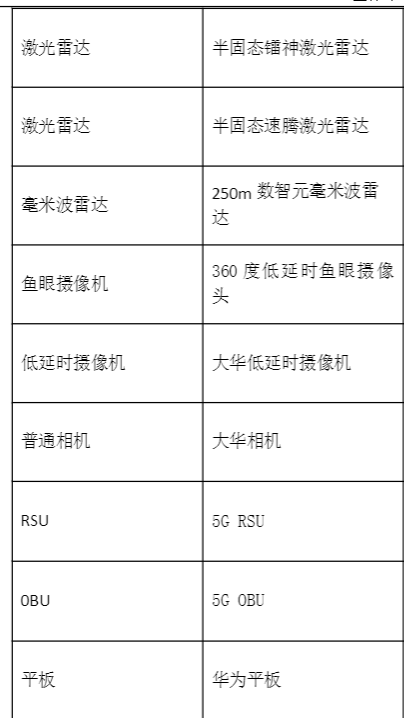 激光雷达
半固态镭神激光雷达
激光雷达
半固态速腾激光雷达
毫米波雷达
250m 数智元毫米波雷
达
鱼眼摄像机
360 度低延时鱼眼摄像
头
低延时摄像机
大华低延时摄像机
普通相机
大华相机
RSU
5G RSU
OBU
5G OBU
平板
华为平板